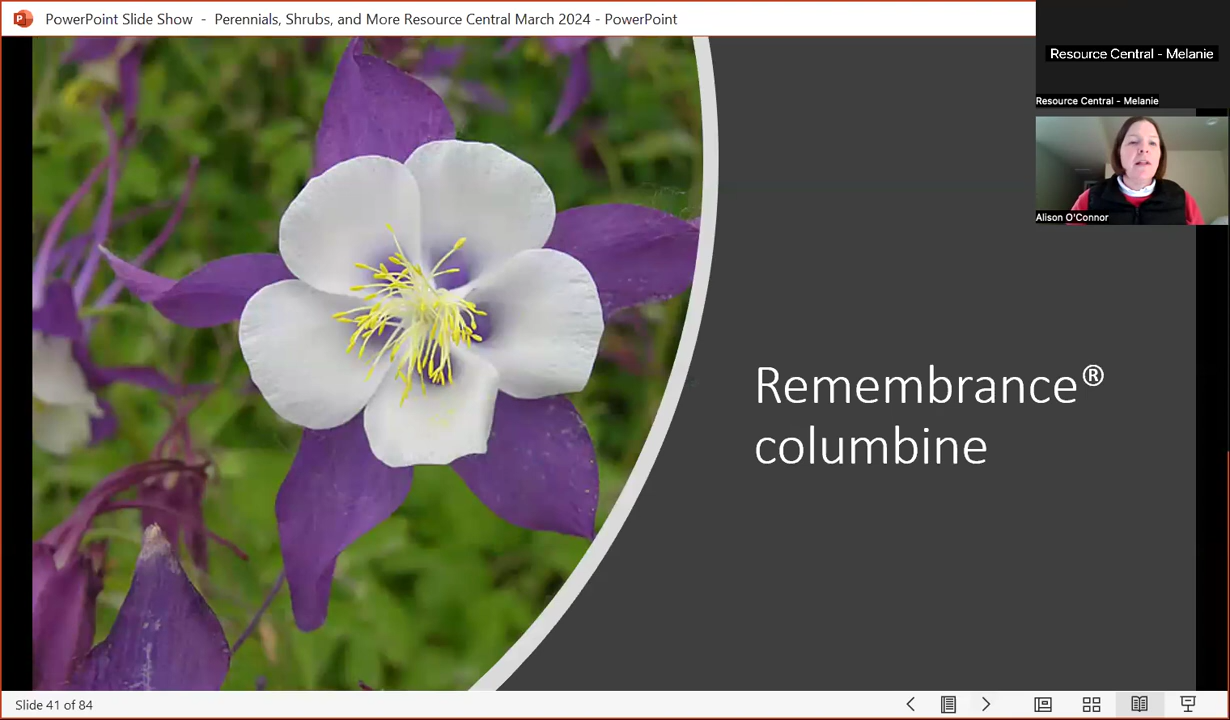 PowerPoint Slide Show - Perennials, Shrubs, and More Resource Central March 2024 - PowerPoint
Resource Central - Melanie
Resource Central - Melanie
Alison O'Connor
Remembrance®
columbine
Slide 41 of 84